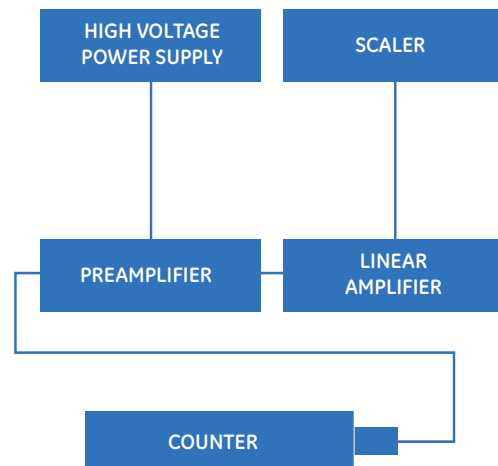 HIGH VOLTAGE
POWER SUPPLY
SCALER
PREAMPLIFIER
LINEAR
AMPLIFIER
COUNTER